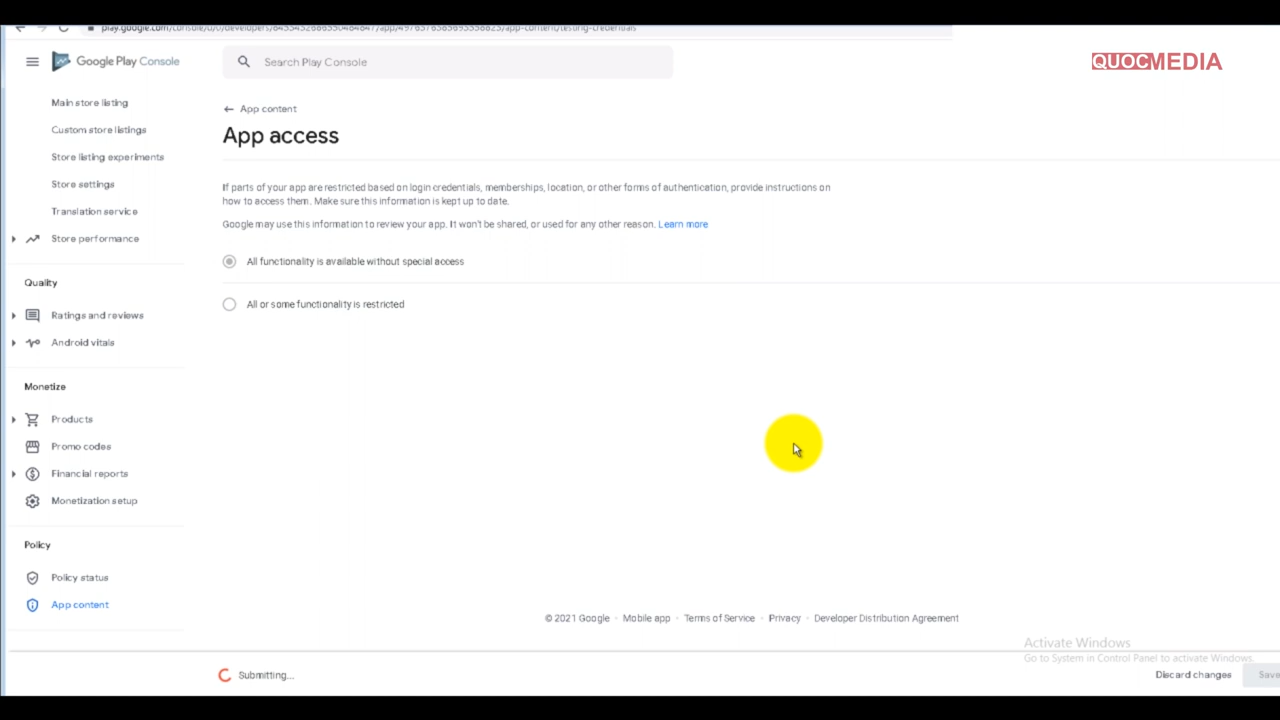 Google Play Console
Search Play Console
QUOCMEDIA
Main store listing
Custom store listings
Store listing experiments
Store settings
Translation service
Store performance
Quality
Ratings and reviews
Android vitals
Monetize
Products
Promo codes
Financial reports
Monetization setup
Policy
Policy status
App content
App content
App access
If parts of your app are restricted based on login credentials, memberships, location, or other forms of authentication, provide instructions on
how to access them. Make sure this information is kept up to date.
Google may use this information to review your app. It won't be shared, or used for any other reason. Learn more
All functionality is available without special access
All or some functionality is restricted
© 2021 Google · Mobile app · Terms of Service · Privacy · Developer Distribution Agreement
Activate Windows
Go to System in Control Panel to activate Windows.
Submitting...
Discard changes
Save